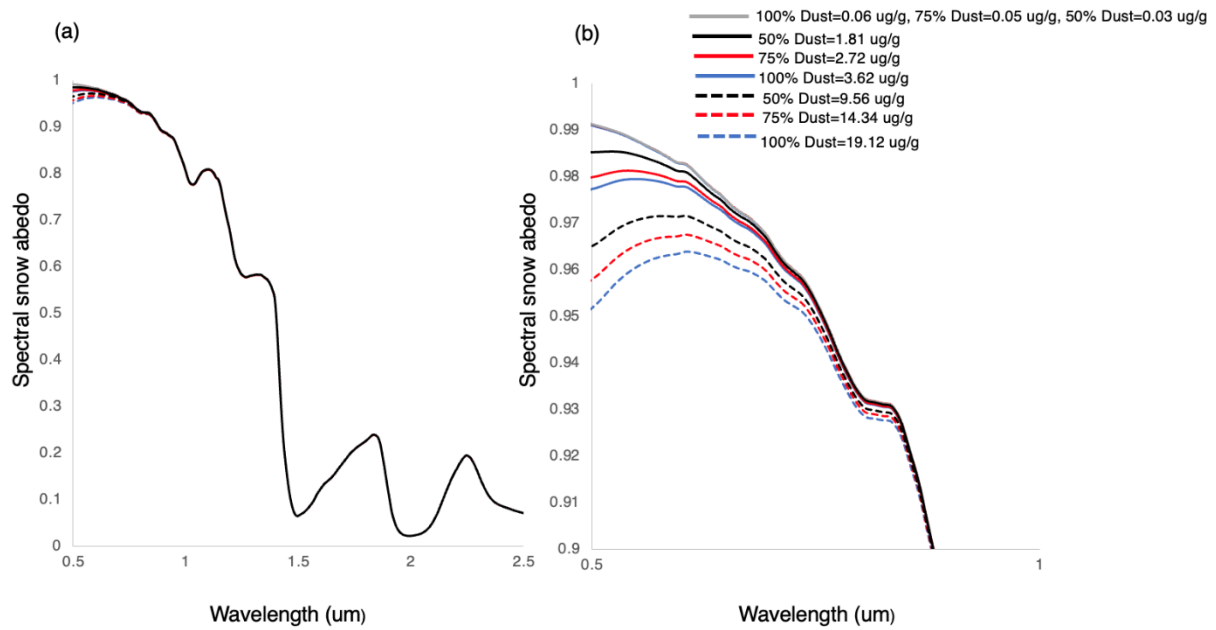 (a)
Spectral snow abedo
1
0.9
0.8
0.7
0.6
0.5
0.4
0.3
0.2
0.1
0
0.5
1
1.5
2
2.5
Wavelength (um)
(b)
100% Dust=0.06 ug/g, 75% Dust=0.05 ug/g, 50% Dust=0.03 ug/g
50% Dust=1.81 ug/g
75% Dust=2.72 ug/g
100% Dust=3.62 ug/g
50% Dust=9.56 ug/g
75% Dust=14.34 ug/g
100% Dust=19.12 ug/g
Spectral snow abedo
1
0.99
0.98
0.97
0.96
0.95
0.94
0.93
0.92
0.91
0.9
0.5
1
Wavelength (um)